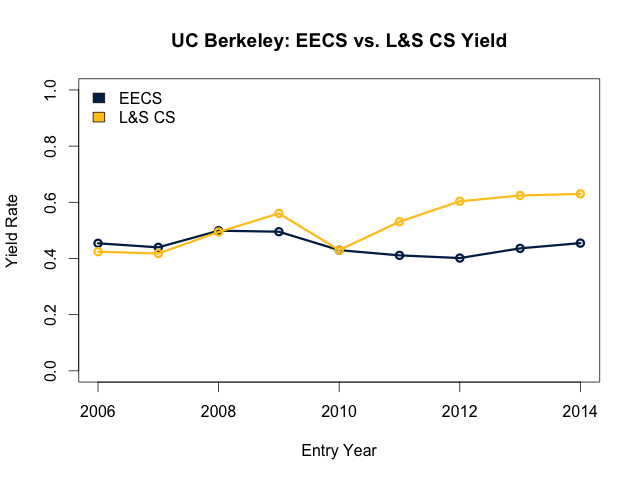 UC Berkeley: EECS vs. L&S CS Yield
EECS
L&S CS
1.0
0.8
0.6
0.4
0.2
0.0
Yield Rate
2006 2008 2010 2012 2014
Entry Year